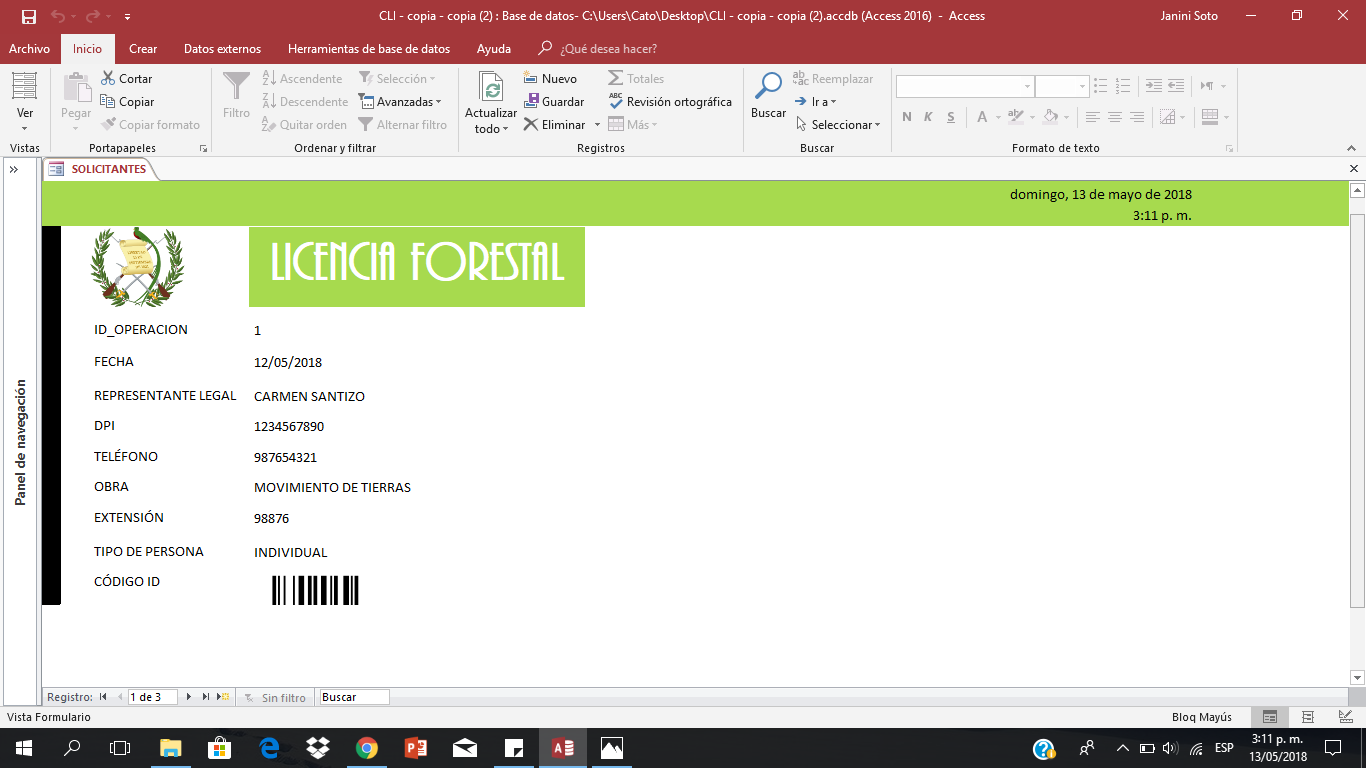 CLI - copia - copia (2) : Base de datos- C:\Users\Cato\Desktop\CLI - copia - copia (2).accdb (Access 2016) - Access
Janini Soto
Archivo Inicio Crear Datos externos Herramientas de base de datos Ayuda ¿Qué desea hacer?
Ver
Vistas
Pegar
Cortar
Copiar
Copiar formato
Portapapeles
Filtro
Ascendente
Descendente
Quitar orden
Selección
Avanzadas
Alternar filtro
Ordenar y filtrar
Actualizar
todo
Nuevo
Guardar
Eliminar
Totales
Revisión ortográfica
Más
Registros
Buscar
Reemplazar
Ir a
Seleccionar
Buscar
N K S A
Formato de texto
Panel de navegación
SOLICITANTES
domingo, 13 de mayo de 2018
3:11 p. m.
LICENCIA FORESTAL
ID_OPERACION 1
FECHA 12/05/2018
REPRESENTANTE LEGAL CARMEN SANTIZO
DPI 1234567890
TELÉFONO 987654321
OBRA MOVIMIENTO DE TIERRAS
EXTENSIÓN 98876
TIPO DE PERSONA INDIVIDUAL
CÓDIGO ID
Registro: 1 de 3 Sin filtro Buscar
Vista Formulario
Bloq Mayús
ESP
3:11 p. m.
13/05/2018